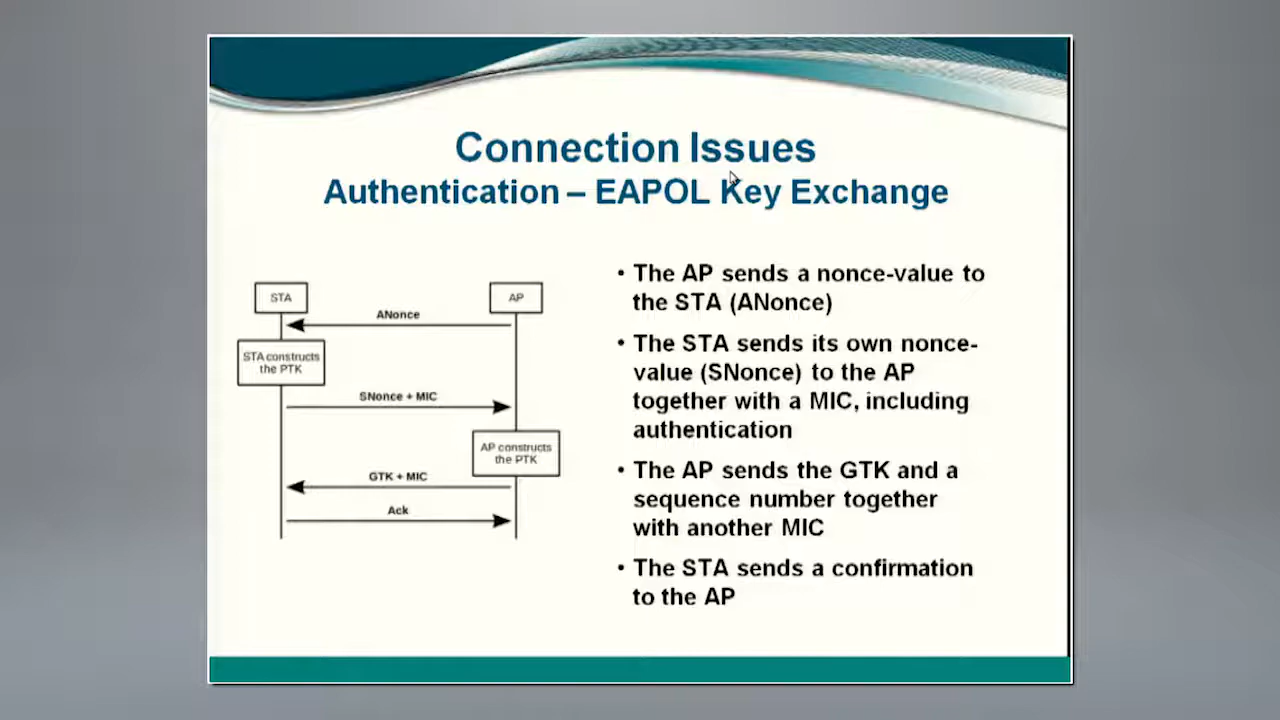 Connection Issues
Authentication – EAPOL Key Exchange
STA
AP
ANonce
STA constructs
the PTK
SNonce + MIC
AP constructs
the PTK
GTK + MIC
Ack
• The AP sends a nonce-value to
the STA (ANonce)
• The STA sends its own nonce-
value (SNonce) to the AP
together with a MIC, including
authentication
• The AP sends the GTK and a
sequence number together
with another MIC
• The STA sends a confirmation
to the AP